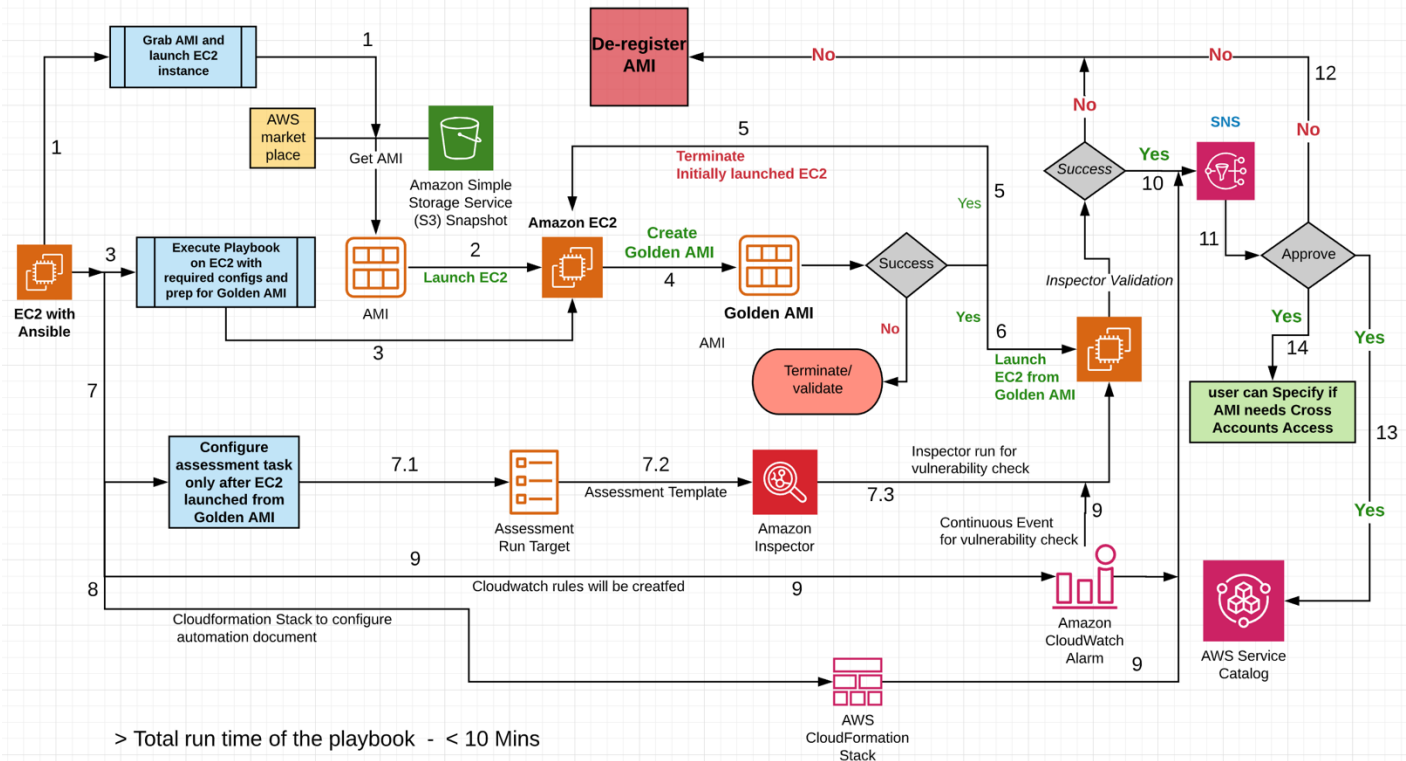 Grab AMI and
launch EC2
instance
1
1
AWS
market
place
Get AMI
Amazon Simple
Storage Service
(S3) Snapshot
De-register
AMI
No
No
12
No
No
SNS
5
Terminate
Initially launched EC2
Success
Yes
10
5
Yes
Amazon EC2
3
Execute Playbook
on EC2 with
required configs and
prep for Golden AMI
2
Launch EC2
AMI
Create
Golden AMI
4
Golden AMI
AMI
Success
11
Approve
Inspector Validation
EC2 with
Ansible
3
No
Yes
6
Launch
EC2 from
Golden AMI
Terminate/
validate
Yes
14
Yes
user can Specify if
AMI needs Cross
Accounts Access
13
7
Configure
assessment task
only after EC2
launched from
Golden AMI
7.1
Assessment
Run Target
7.2
Assessment Template
Amazon
Inspector
7.3
Inspector run for
vulnerability check
9
Continuous Event
for vulnerability check
Yes
9
Cloudwatch rules will be creatfed
9
8
Cloudformation Stack to configure
automation document
Amazon
CloudWatch
Alarm
9
AWS Service
Catalog
AWS
CloudFormation
Stack
> Total run time of the playbook - < 10 Mins